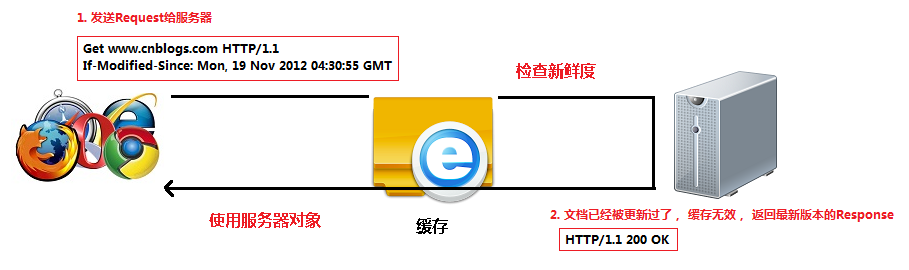 1. 发送Request给服务器
Get www.cnblogs.com HTTP/1.1
If-Modified-Since: Mon, 19 Nov 2012 04:30:55 GMT
检查新鲜度
使用服务器对象
缓存
2. 文档已经被更新过了， 缓存无效， 返回最新版本的Response
HTTP/1.1 200 OK